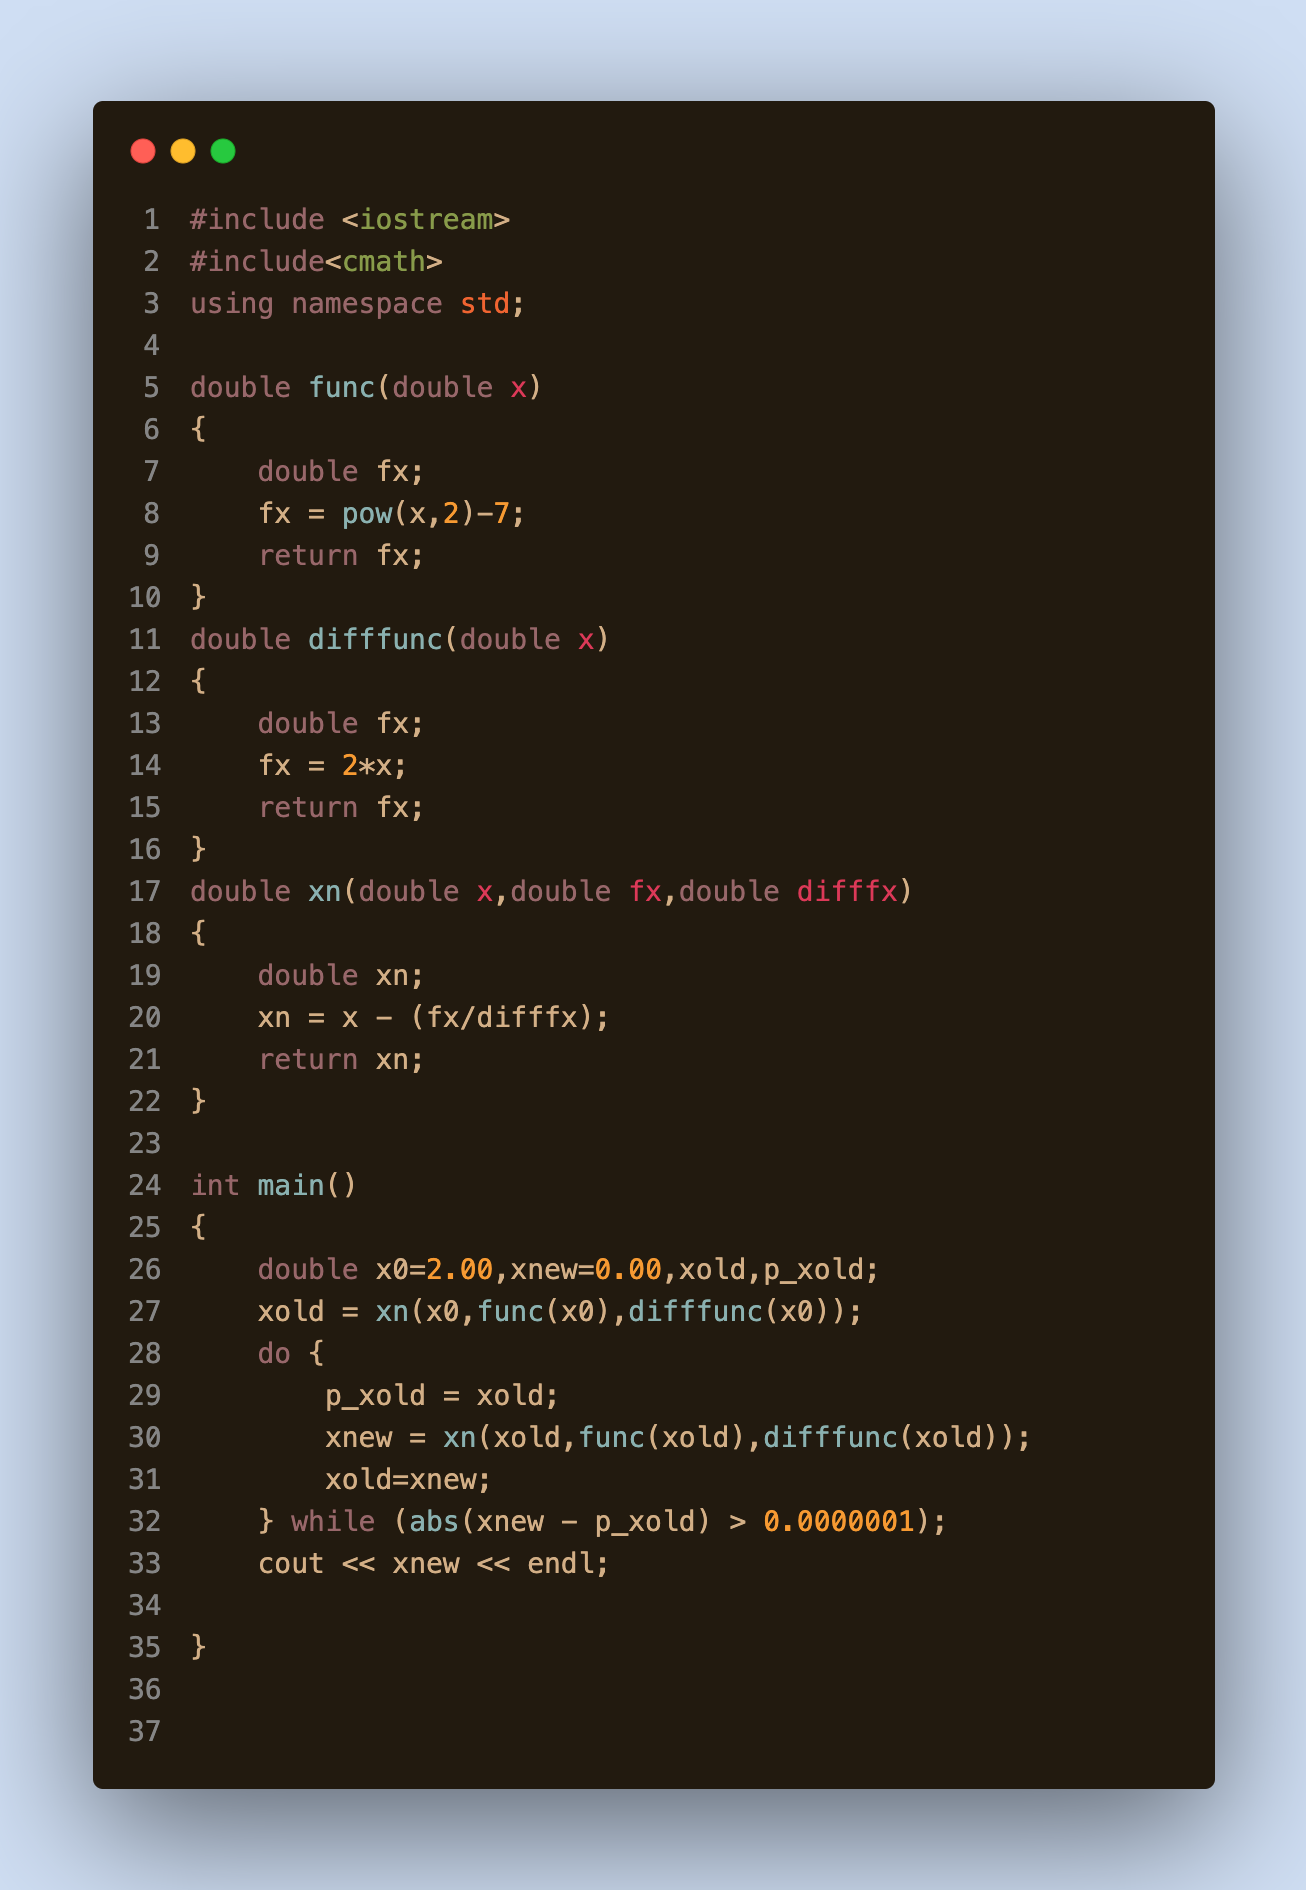 1 #include <iostream>
2 #include<cmath>
3 using namespace std;
4
5 double func(double x)
6 {
7     double fx;
8     fx = pow(x,2)-7;
9     return fx;
10 }
11 double difffunc(double x)
12 {
13     double fx;
14     fx = 2*x;
15     return fx;
16 }
17 double xn(double x,double fx,double difffx)
18 {
19     double xn;
20     xn = x - (fx/difffx);
21     return xn;
22 }
23
24 int main()
25 {
26     double x0=2.00,xnew=0.00,xold,p_xold;
27     xold = xn(x0,func(x0),difffunc(x0));
28     do {
29         p_xold = xold;
30         xnew = xn(xold,func(xold),difffunc(xold));
31         xold=xnew;
32     } while (abs(xnew - p_xold) > 0.0000001);
33     cout << xnew << endl;
34
35 }
36
37